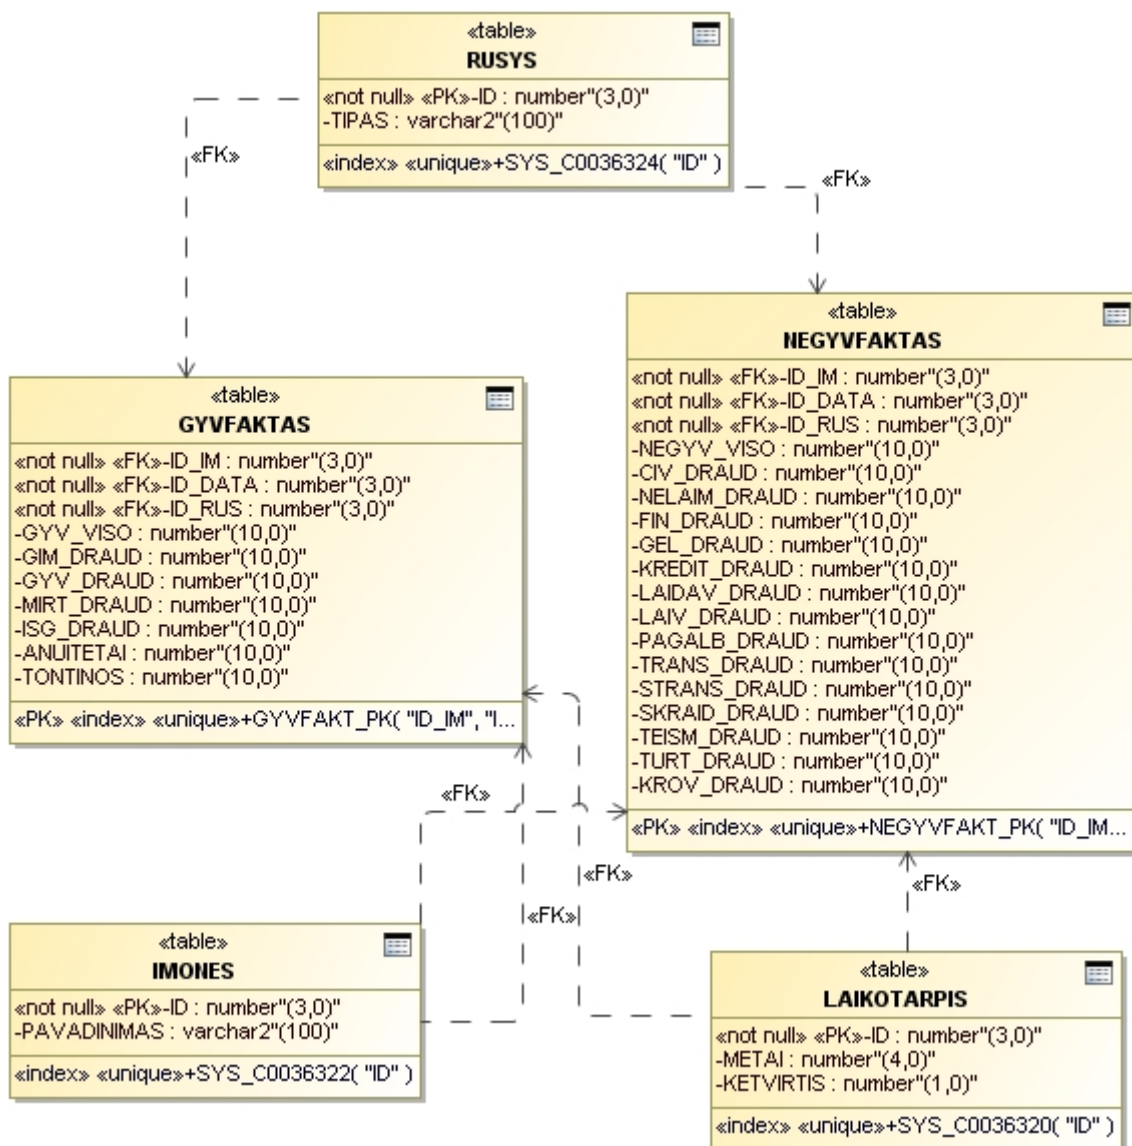 «table»
RUSYS
«not null» «PK»-ID : number"(3,0)"
-TIPAS : varchar2"(100)"
«index» «unique»+SYS_C0036324( "ID" )
«FK»
«FK»
«table»
NEGYVFAKTAS
«not null» «FK»-ID_IM : number"(3,0)"
«not null» «FK»-ID_DATA : number"(3,0)"
«not null» «FK»-ID_RUS : number"(3,0)"
-NEGYV_VISO : number"(10,0)"
-CIV_DRAUD : number"(10,0)"
-NELAIM_DRAUD : number"(10,0)"
-FIN_DRAUD : number"(10,0)"
-GEL_DRAUD : number"(10,0)"
-KREDIT_DRAUD : number"(10,0)"
-LAIDAV_DRAUD : number"(10,0)"
-LAIV_DRAUD : number"(10,0)"
-PAGALB_DRAUD : number"(10,0)"
-TRANS_DRAUD : number"(10,0)"
-STRANS_DRAUD : number"(10,0)"
-SKRAID_DRAUD : number"(10,0)"
-TEISM_DRAUD : number"(10,0)"
-TURT_DRAUD : number"(10,0)"
-KROV_DRAUD : number"(10,0)"
«PK» «index» «unique»+NEGYVFAKT_PK( "ID_IM...
«table»
GYVFAKTAS
«not null» «FK»-ID_IM : number"(3,0)"
«not null» «FK»-ID_DATA : number"(3,0)"
«not null» «FK»-ID_RUS : number"(3,0)"
-GYV_VISO : number"(10,0)"
-GIM_DRAUD : number"(10,0)"
-GYV_DRAUD : number"(10,0)"
-MIRT_DRAUD : number"(10,0)"
-ISG_DRAUD : number"(10,0)"
-ANUITETAI : number"(10,0)"
-TONTINOS : number"(10,0)"
«PK» «index» «unique»+GYVFAKT_PK( "ID_IM", "I...
«FK»
«FK»
«FK»
«FK»
«table»
IMONES
«not null» «PK»-ID : number"(3,0)"
-PAVADINIMAS : varchar2"(100)"
«index» «unique»+SYS_C0036322( "ID" )
«table»
LAIKOTARPIS
«not null» «PK»-ID : number"(3,0)"
-METAI : number"(4,0)"
-KETVIRTIS : number"(1,0)"
«index» «unique»+SYS_C0036320( "ID" )